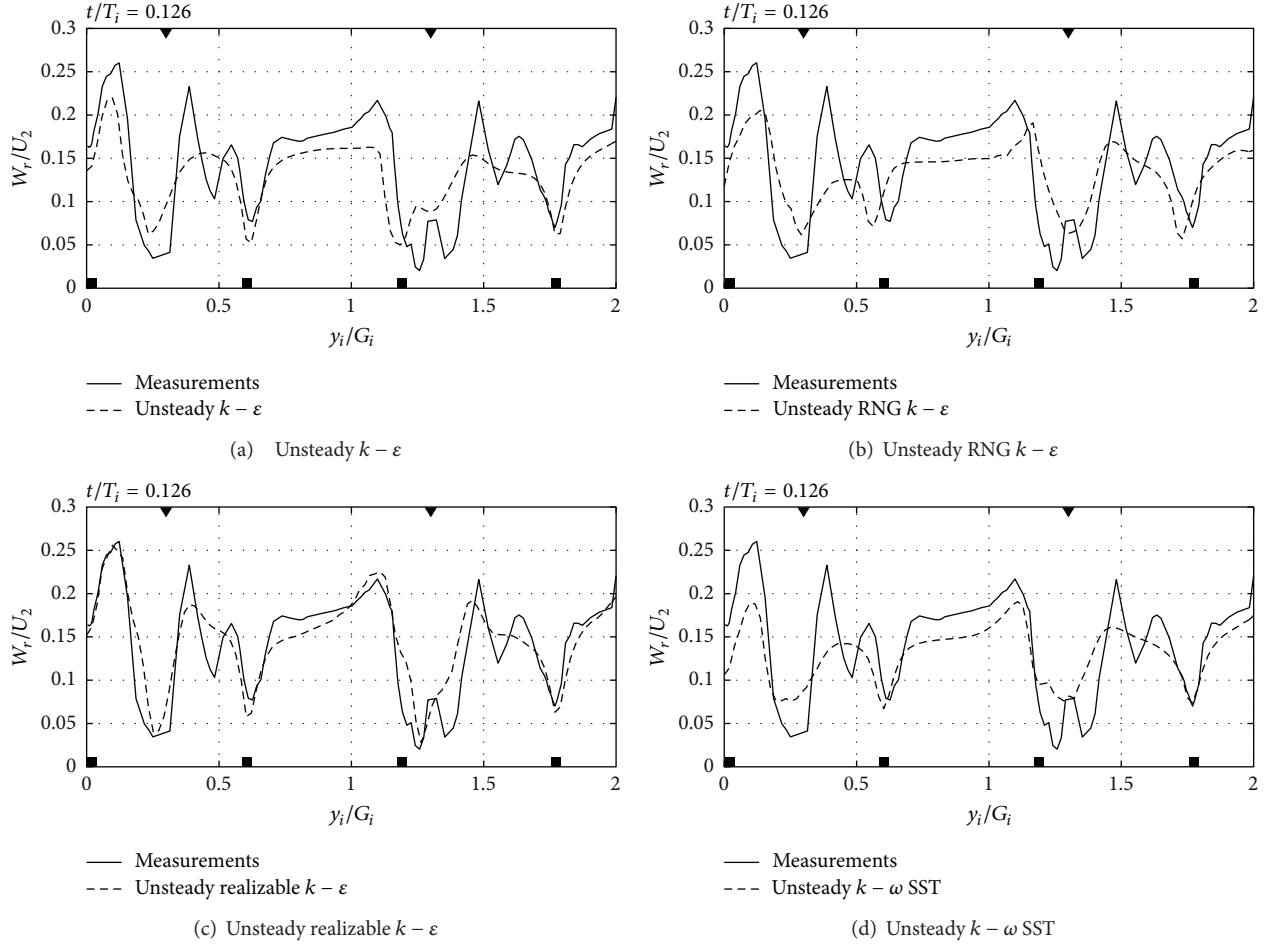 t/T_i = 0.126
0.3
0.25
0.2
0.15
0.1
0.05
0
W_r/U_2
0 0.5 1 1.5 2
y_i/G_i
Measurements
Unsteady k − ε
(a) Unsteady k − ε
t/T_i = 0.126
0.3
0.25
0.2
0.15
0.1
0.05
0
W_r/U_2
0 0.5 1 1.5 2
y_i/G_i
Measurements
Unsteady RNG k − ε
(b) Unsteady RNG k − ε
t/T_i = 0.126
0.3
0.25
0.2
0.15
0.1
0.05
0
W_r/U_2
0 0.5 1 1.5 2
y_i/G_i
Measurements
Unsteady realizable k − ε
(c) Unsteady realizable k − ε
t/T_i = 0.126
0.3
0.25
0.2
0.15
0.1
0.05
0
W_r/U_2
0 0.5 1 1.5 2
y_i/G_i
Measurements
Unsteady k − ω SST
(d) Unsteady k − ω SST